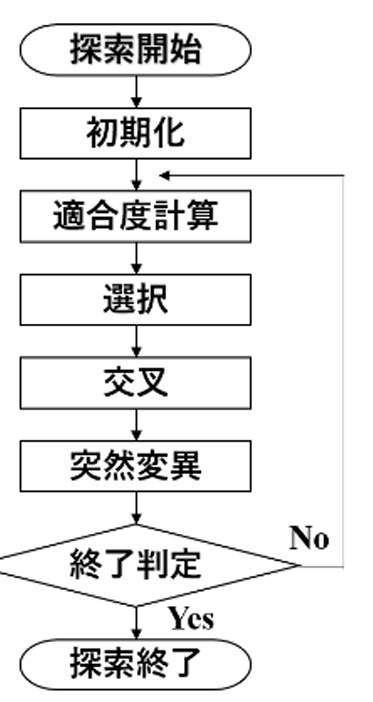 探索開始
初期化
適合度計算
選択
交叉
突然変異
終了判定
No
Yes
探索終了